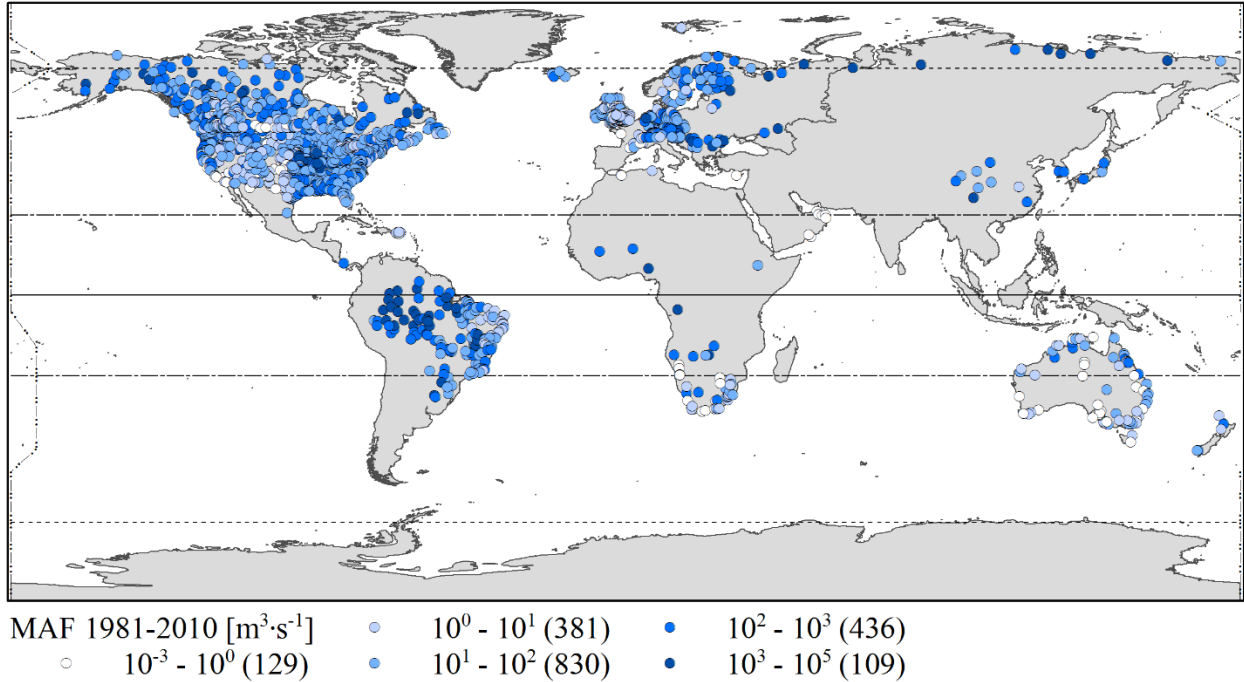 MAF 1981-2010 [m³·s⁻¹] 10⁰ - 10¹ (381) 10² - 10³ (436)
10⁻³ - 10⁰ (129) 10¹ - 10² (830) 10³ - 10⁵ (109)